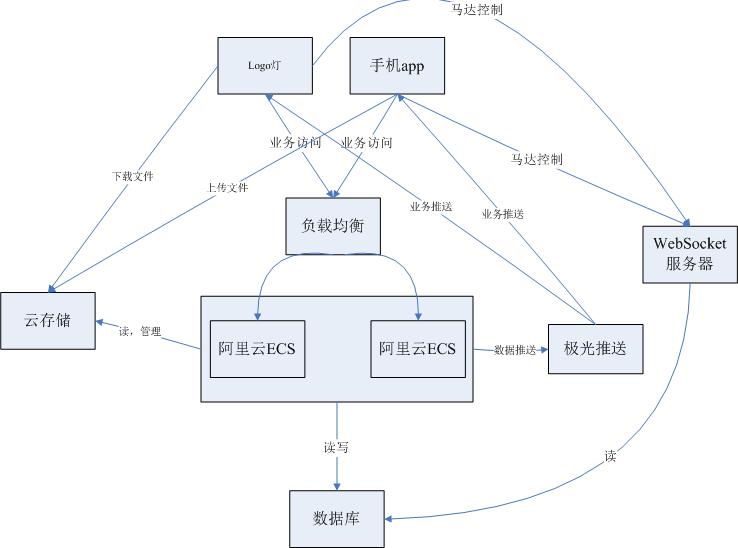 马达控制
Logo灯
手机app
业务访问
业务访问
马达控制
下载文件
上传文件
业务推送
业务推送
负载均衡
WebSocket
服务器
云存储
读，管理
阿里云ECS
阿里云ECS
数据推送
极光推送
读写
读
数据库